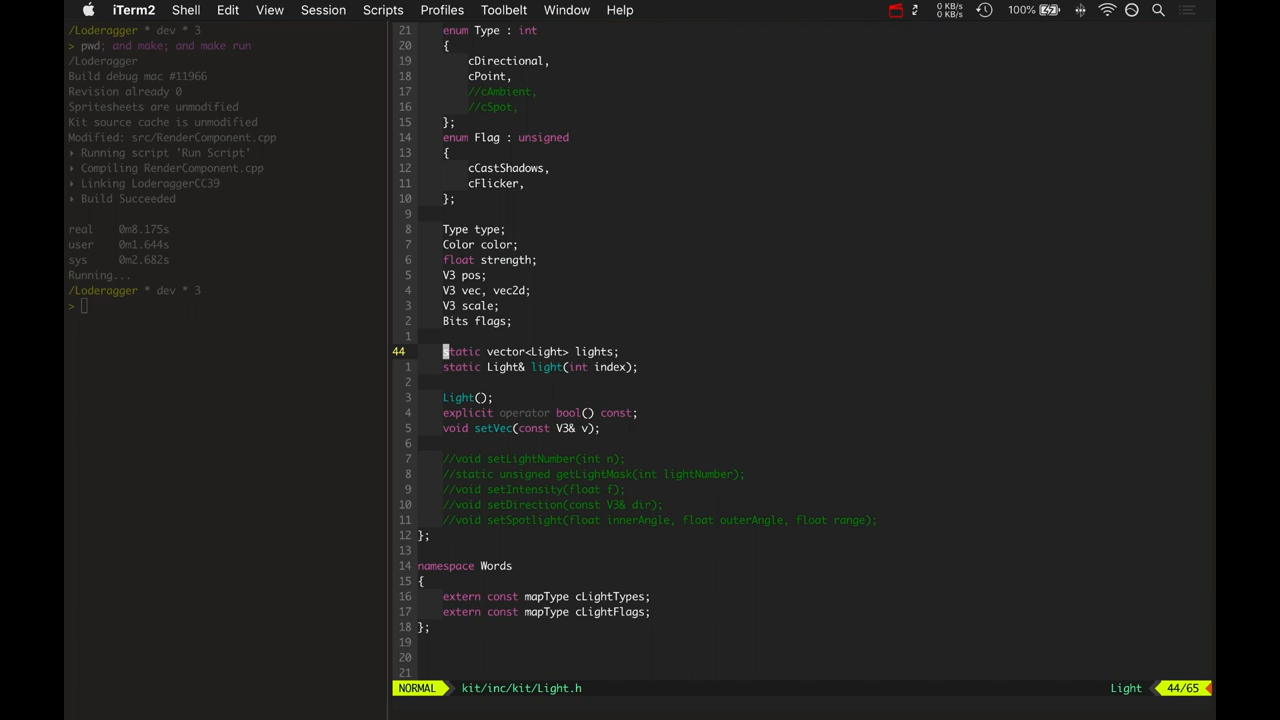 iTerm2 Shell Edit View Session Scripts Profiles Toolbelt Window Help 0 KB/s 0 KB/s 100%
/Loderagger * dev * 3
> pwd; and make; and make run
/Loderagger
Build debug mac #11966
Revision already 0
Spritesheets are unmodified
Kit source cache is unmodified
Modified: src/RenderComponent.cpp
▸ Running script 'Run Script'
▸ Compiling RenderComponent.cpp
▸ Linking LoderaggerCC39
▸ Build Succeeded
real 0m8.175s
user 0m1.644s
sys 0m2.682s
Running...
/Loderagger * dev * 3
>
21 enum Type : int
20 {
19 cDirectional,
18 cPoint,
17 //cAmbient,
16 //cSpot,
15 };
14 enum Flag : unsigned
13 {
12 cCastShadows,
11 cFlicker,
10 };
9
8 Type type;
7 Color color;
6 float strength;
5 V3 pos;
4 V3 vec, vec2d;
3 V3 scale;
2 Bits flags;
1
44 static vector<Light> lights;
1 static Light& light(int index);
2
3 Light();
4 explicit operator bool() const;
5 void setVec(const V3& v);
6
7 //void setLightNumber(int n);
8 //static unsigned getLightMask(int lightNumber);
9 //void setIntensity(float f);
10 //void setDirection(const V3& dir);
11 //void setSpotlight(float innerAngle, float outerAngle, float range);
12 };
13
14 namespace Words
15 {
16 extern const mapType cLightTypes;
17 extern const mapType cLightFlags;
18 };
19
20
21
NORMAL kit/inc/kit/Light.h Light 44/65